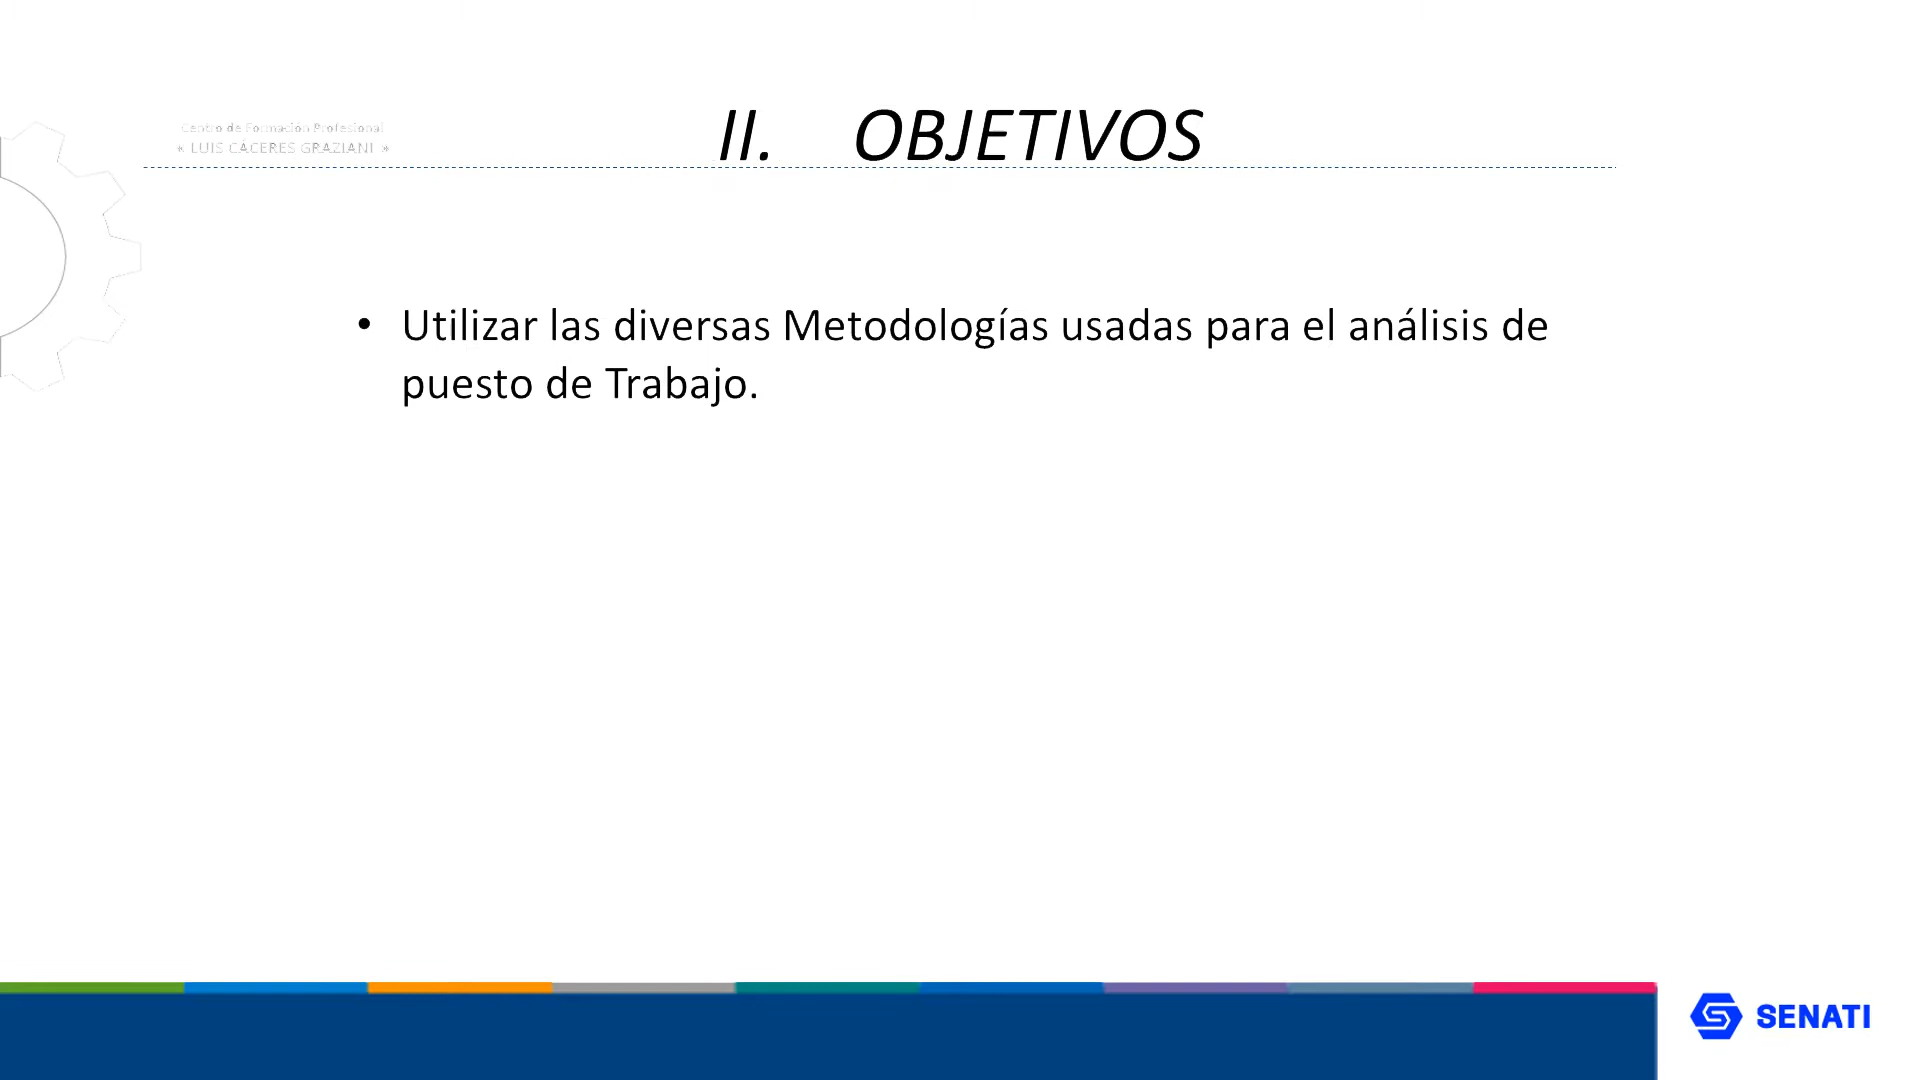 Centro de Formación Profesional
« LUIS CÁCERES GRAZIANI »
II. OBJETIVOS
• Utilizar las diversas Metodologías usadas para el análisis de
puesto de Trabajo.
SENATI